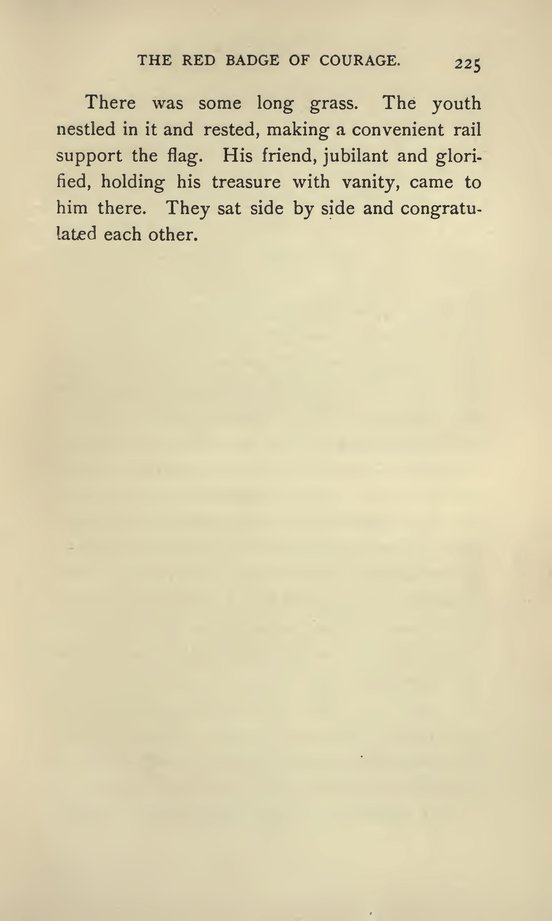 THE RED BADGE OF COURAGE. 225
There was some long grass. The youth
nestled in it and rested, making a convenient rail
support the flag. His friend, jubilant and glori-
fied, holding his treasure with vanity, came to
him there. They sat side by side and congratu-
lated each other.